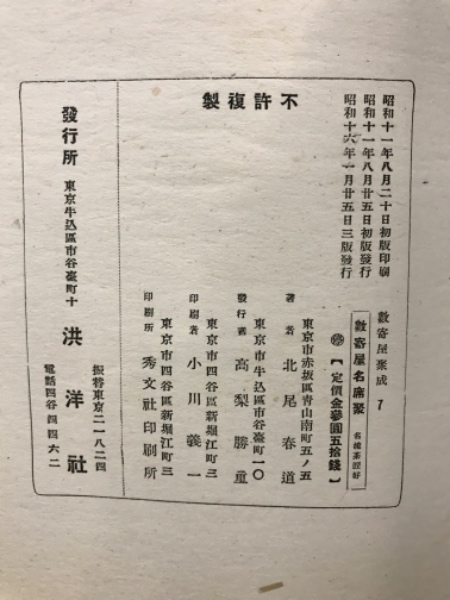 昭和十一年八月二十日初版印刷
昭和十一年八月廿五日初版發行
昭和十六年一月廿五日三版發行
不許複製
數寄屋聚成 7
數寄屋名席聚
【定價金參圓五拾錢】
東京市赤坂區青山南町五ノ五
著者 北尾春道
東京市牛込區市谷臺町一〇
發行者 高梨勝重
東京市四谷區新堀江町三
印刷者 小川義一
東京市四谷區新堀江町三
印刷所 秀文社印刷所
發行所 東京牛込區市谷臺町十 洪洋社
振替東京二一八二四
電話四谷四四六二